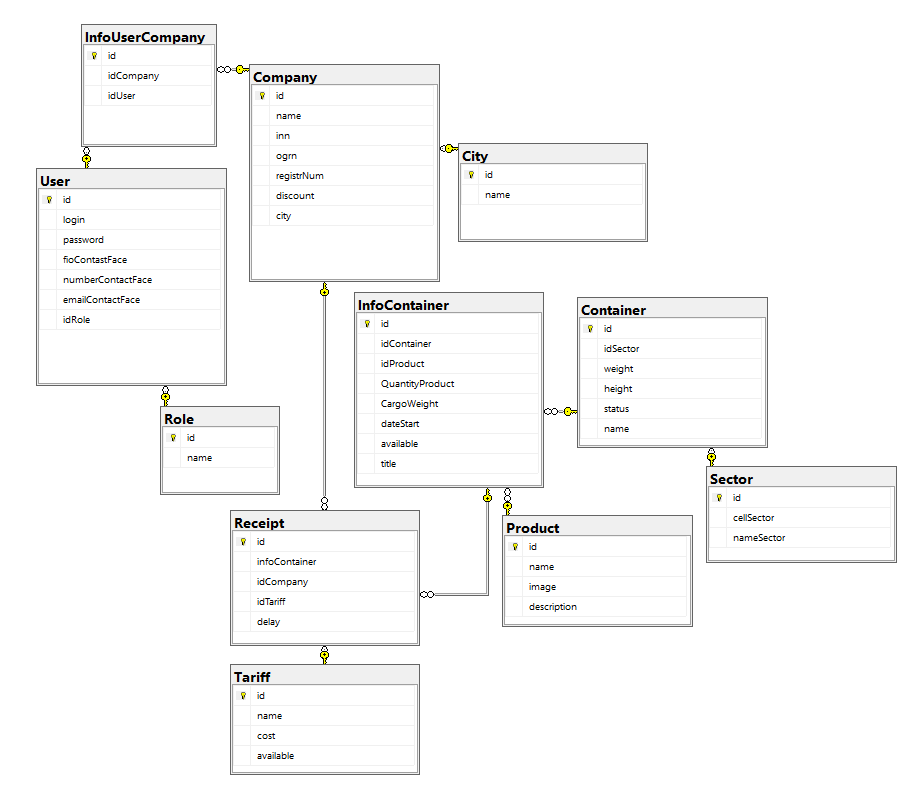 InfoUserCompany
id
idCompany
idUser
Company
id
name
inn
ogrn
registrNum
discount
city
City
id
name
User
id
login
password
fioContastFace
numberContactFace
emailContactFace
idRole
Role
id
name
InfoContainer
id
idContainer
idProduct
QuantityProduct
CargoWeight
dateStart
available
title
Container
id
idSector
weight
height
status
name
Sector
id
cellSector
nameSector
Receipt
id
infoContainer
idCompany
idTariff
delay
Product
id
name
image
description
Tariff
id
name
cost
available